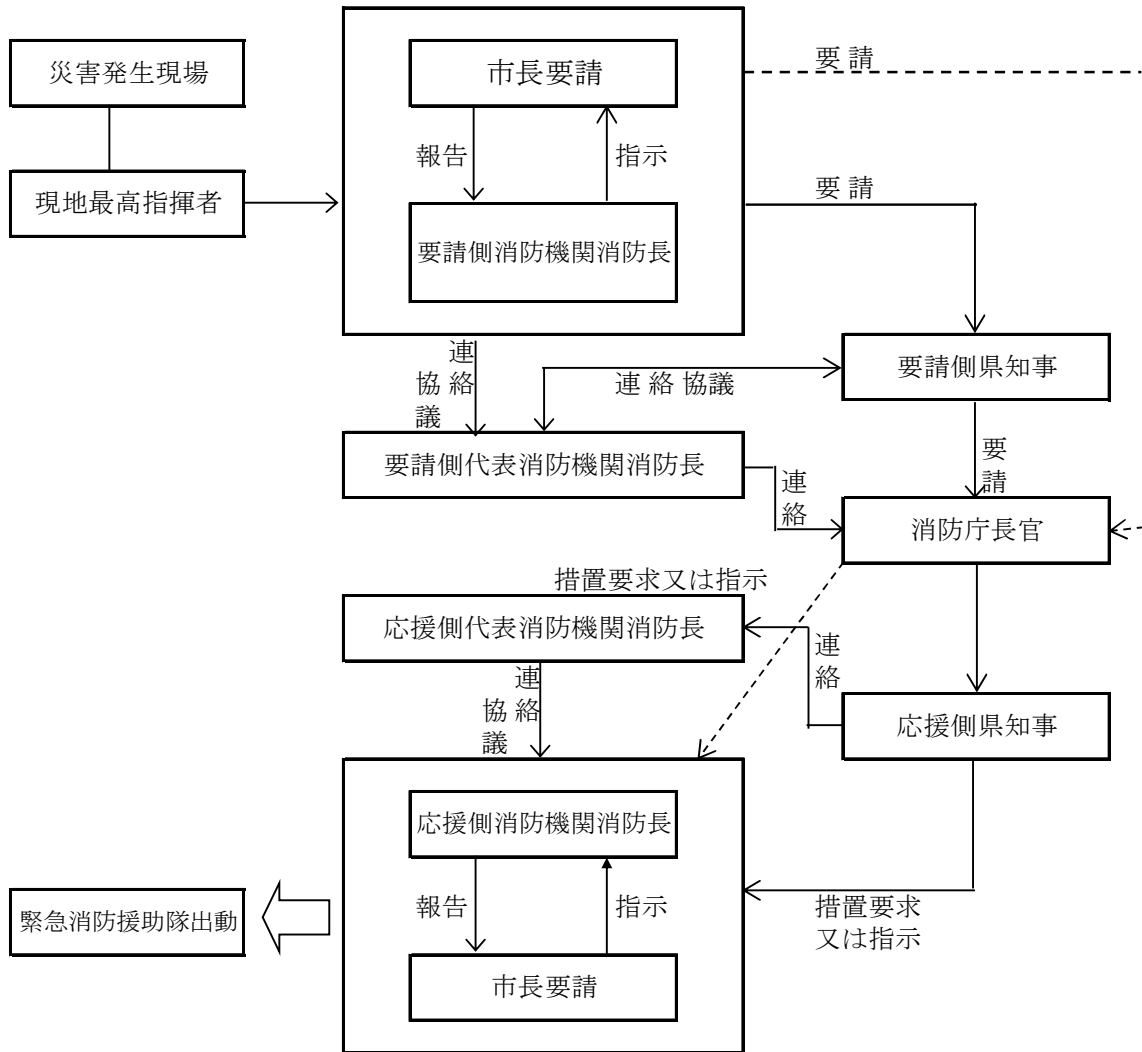 災害発生現場
市長要請
要 請
報告
指示
現地最高指揮者
要 請
要請側消防機関消防長
連
協 絡
議
連 絡 協議
要請側県知事
要請側代表消防機関消防長
要
請
連
絡
消防庁長官
措置要求又は指示
応援側代表消防機関消防長
連
絡
連
協 絡
議
応援側県知事
応援側消防機関消防長
報告
指示
措置要求
又は指示
緊急消防援助隊出動
市長要請